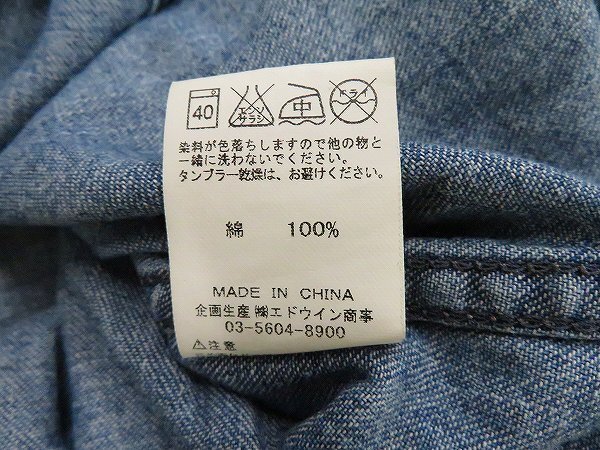 40 エンソ サラシ 中 ドライ
染料が色落ちしますので他の物と
一緒に洗わないでください。
タンブラー乾燥は、お避けください。
綿 100%
MADE IN CHINA
企画生産 ㈱エドウイン商事
03-5604-8900
⚠注意